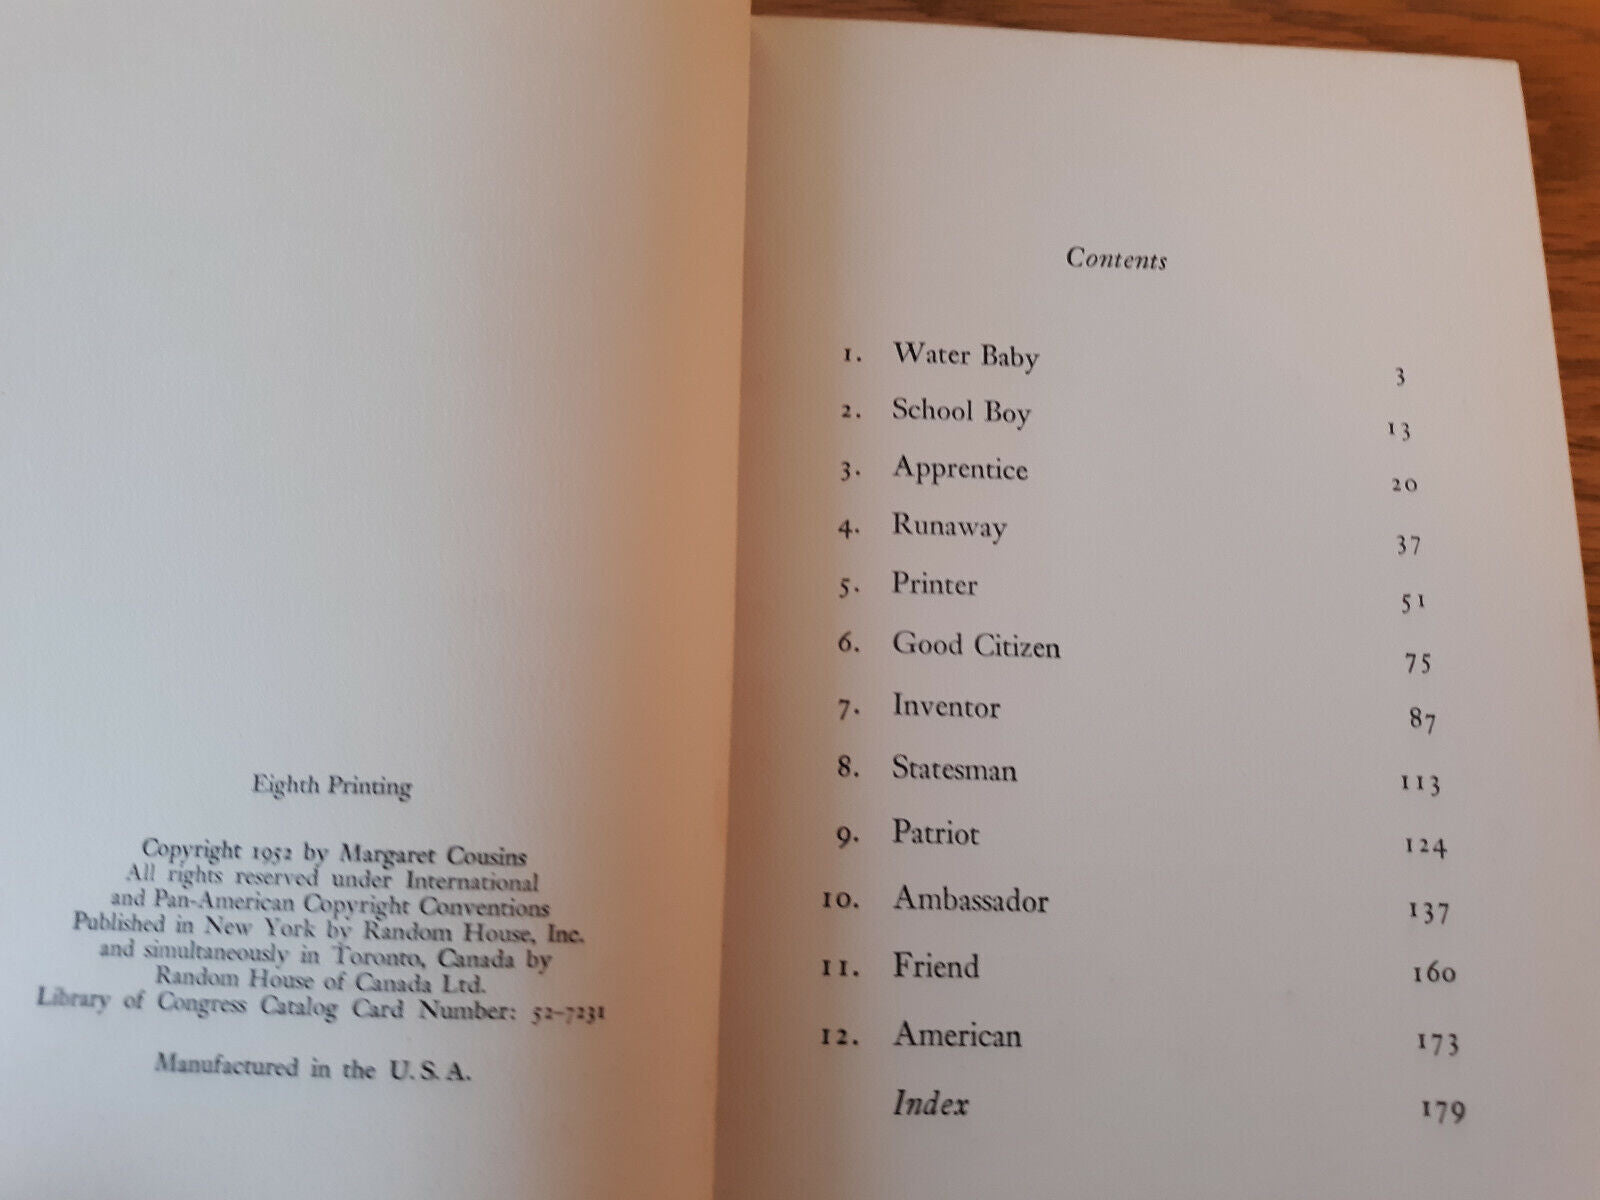 Eighth Printing
Copyright 1952 by Margaret Cousins
All rights reserved under International
and Pan-American Copyright Conventions
Published in New York by Random House, Inc.
and simultaneously in Toronto, Canada by
Random House of Canada Ltd.
Library of Congress Catalog Card Number: 52-7231
Manufactured in the U. S. A.
Contents
1. Water Baby 3
2. School Boy 13
3. Apprentice 20
4. Runaway 37
5. Printer 51
6. Good Citizen 75
7. Inventor 87
8. Statesman 113
9. Patriot 124
10. Ambassador 137
11. Friend 160
12. American 173
Index 179